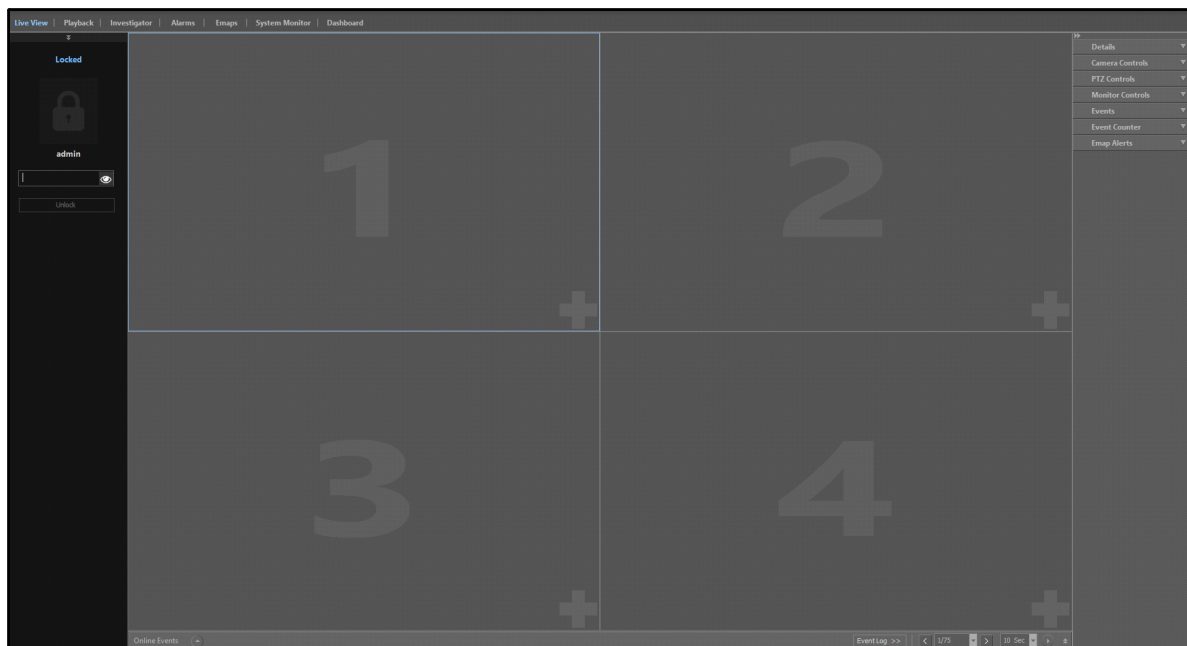 Live View | Playback | Investigator | Alarms | Emaps | System Monitor | Dashboard
Locked
admin
Unlock
1
2
3
4
Details
Camera Controls
PTZ Controls
Monitor Controls
Events
Event Counter
Emap Alerts
Online Events
Event Log >>
1/75
10 Sec